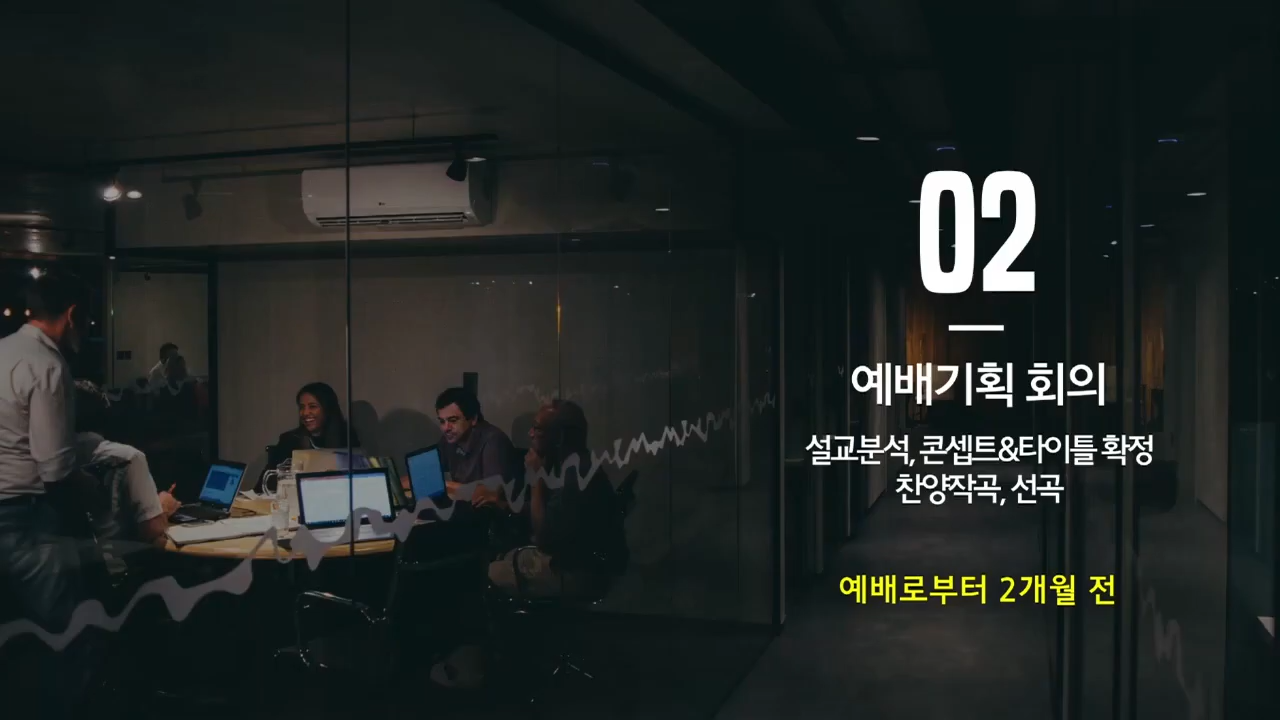 02
예배기획 회의
설교분석, 콘셉트&타이틀 확정
찬양작곡, 선곡
예배로부터 2개월 전